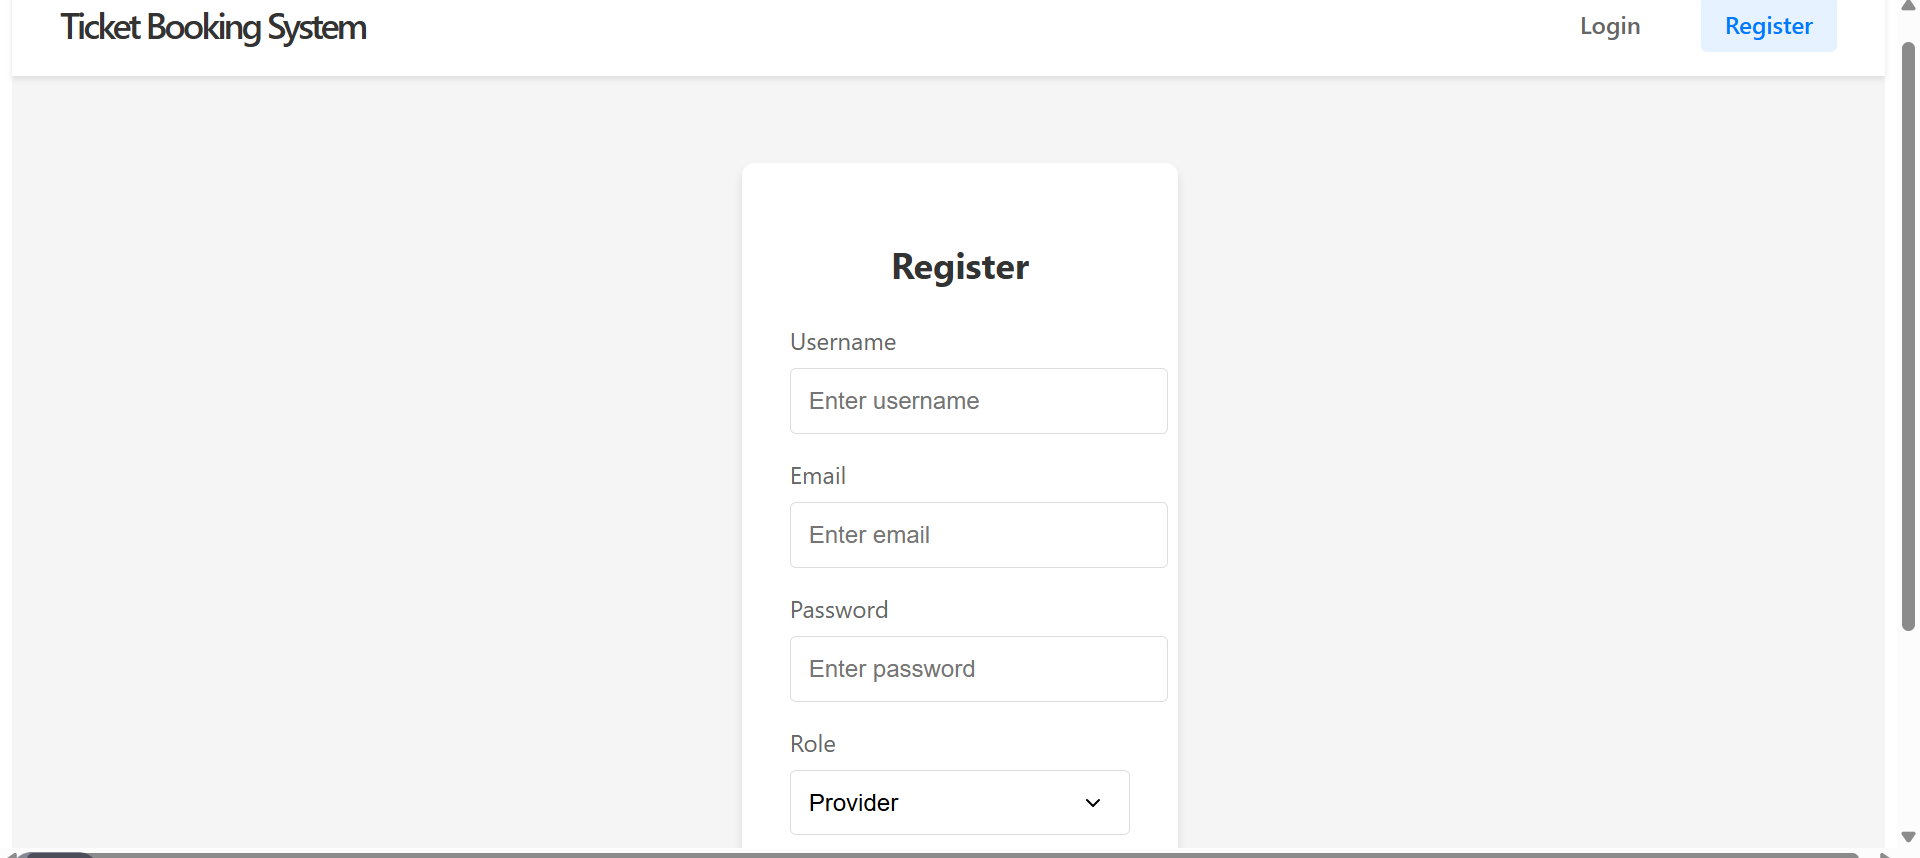 Ticket Booking System
Login
Register
Register
Username
Enter username
Email
Enter email
Password
Enter password
Role
Provider